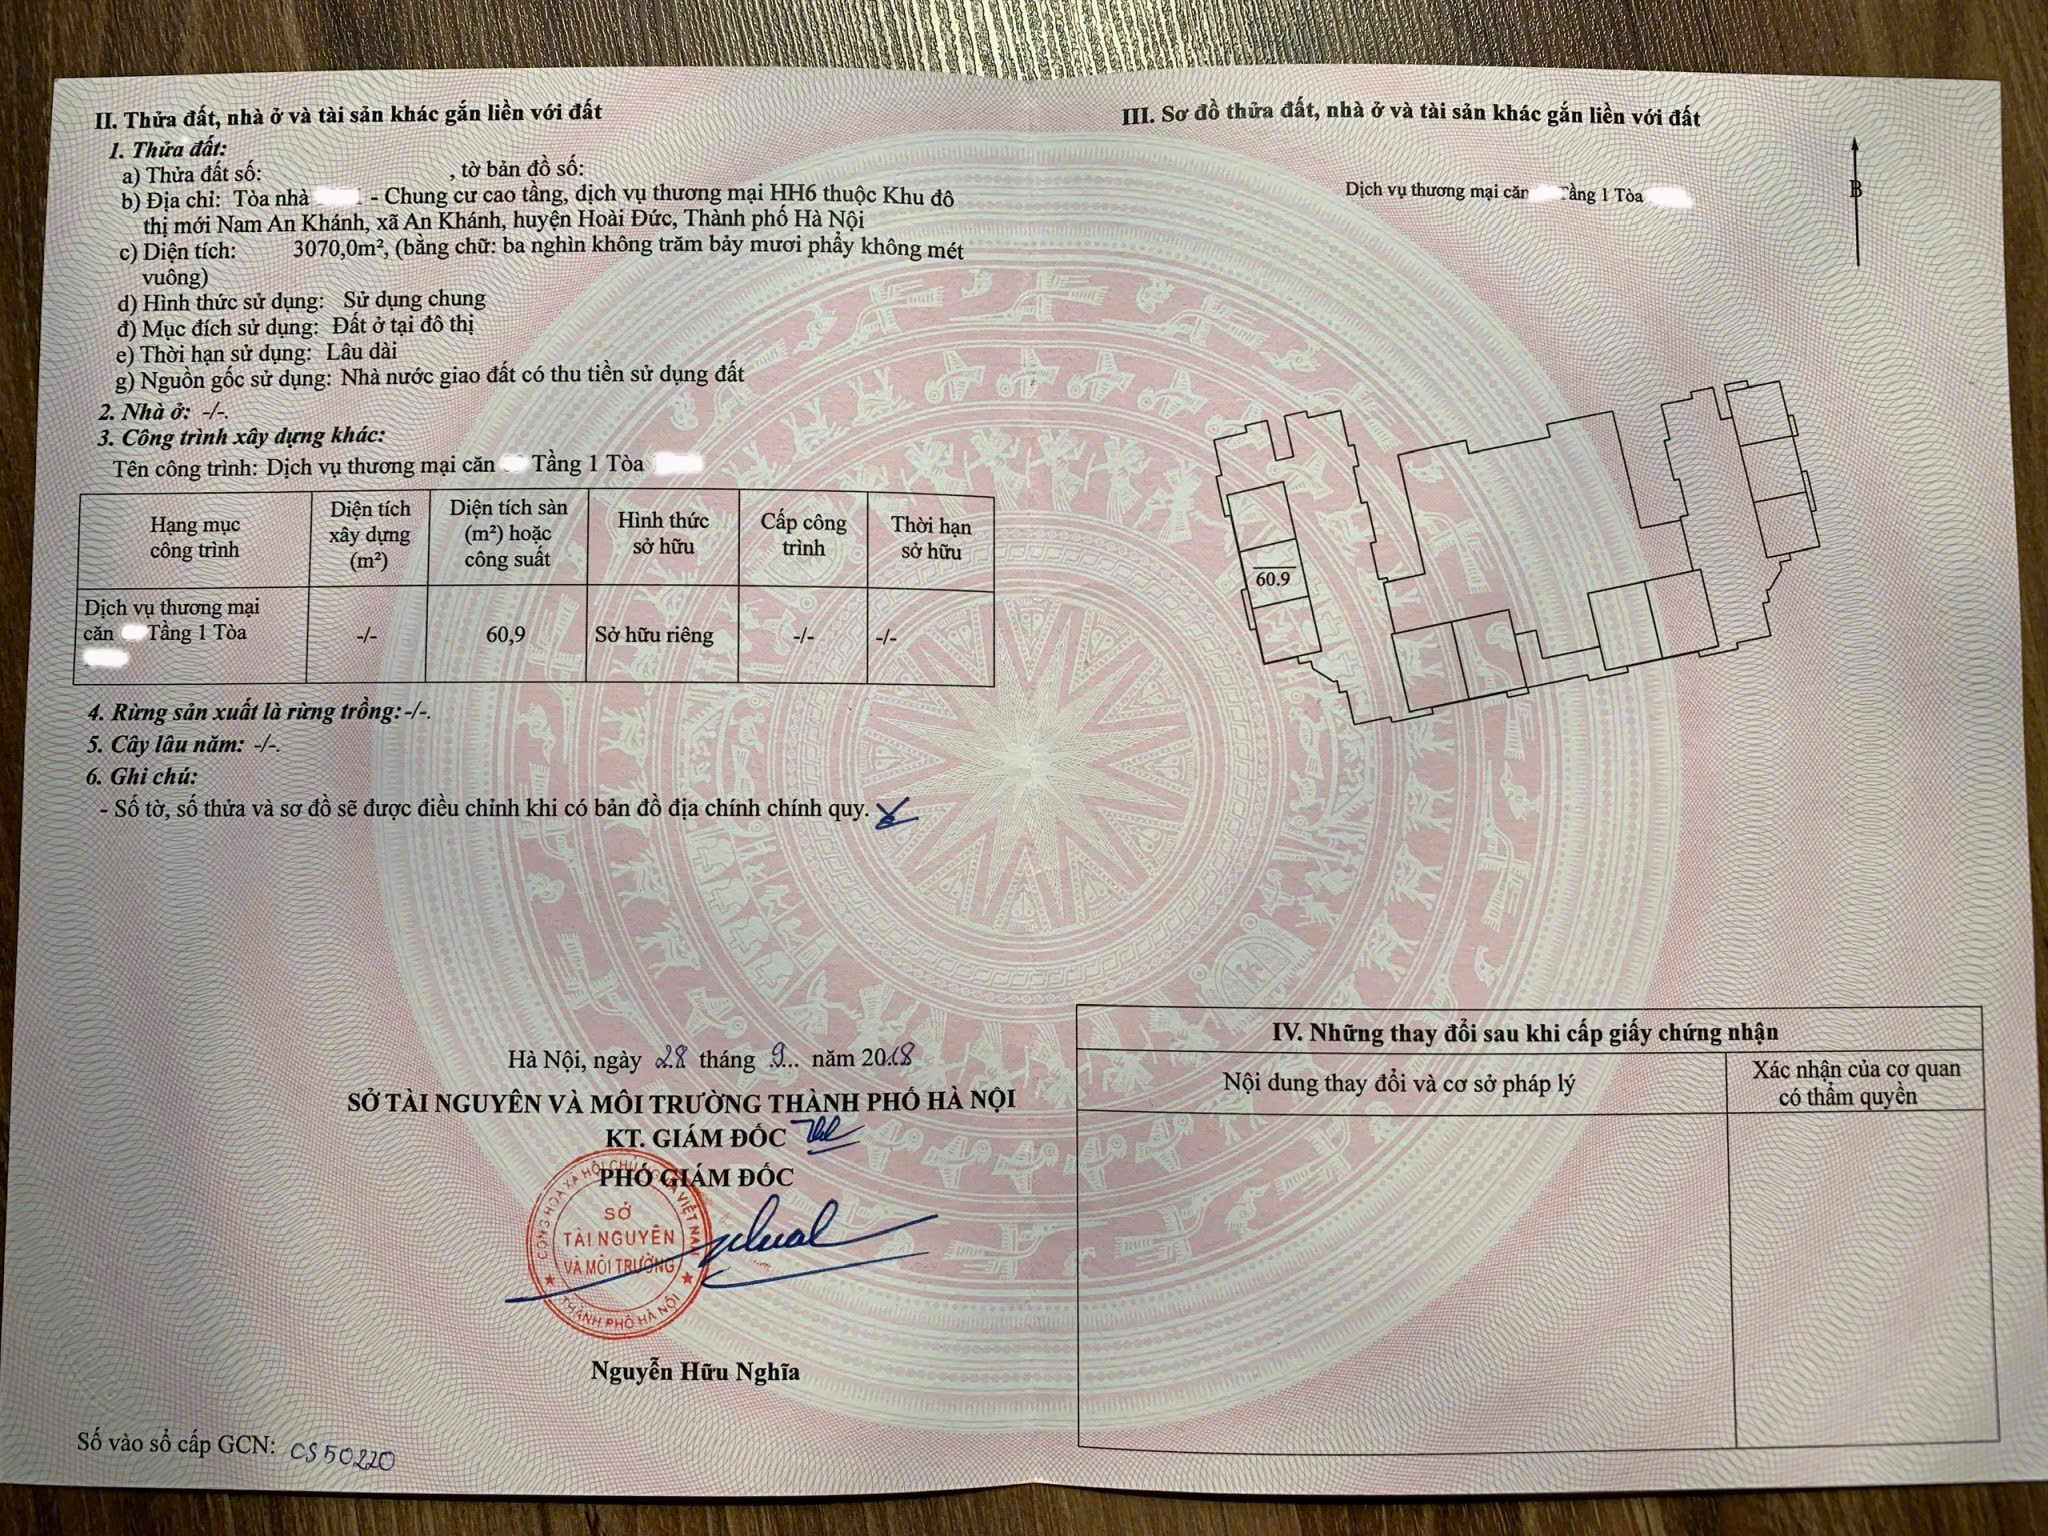 II. Thửa đất, nhà ở và tài sản khác gắn liền với đất
1. Thửa đất:
a) Thửa đất số: , tờ bản đồ số:
b) Địa chỉ: Tòa nhà - Chung cư cao tầng, dịch vụ thương mại HH6 thuộc Khu đô
thị mới Nam An Khánh, xã An Khánh, huyện Hoài Đức, Thành phố Hà Nội
c) Diện tích: 3070,0m², (bằng chữ: ba nghìn không trăm bảy mươi phẩy không mét
vuông)
d) Hình thức sử dụng: Sử dụng chung
đ) Mục đích sử dụng: Đất ở tại đô thị
e) Thời hạn sử dụng: Lâu dài
g) Nguồn gốc sử dụng: Nhà nước giao đất có thu tiền sử dụng đất
2. Nhà ở: -/-.
3. Công trình xây dựng khác:
Tên công trình: Dịch vụ thương mại căn Tầng 1 Tòa
Hạng mục
công trình
Diện tích
xây dựng
(m²)
Diện tích sàn
(m²) hoặc
công suất
Hình thức
sở hữu
Cấp công
trình
Thời hạn
sở hữu
Dịch vụ thương mại
căn Tầng 1 Tòa
-/-
60,9
Sở hữu riêng
-/-
-/-
4. Rừng sản xuất là rừng trồng:-/-.
5. Cây lâu năm: -/-.
6. Ghi chú:
- Số tờ, số thửa và sơ đồ sẽ được điều chỉnh khi có bản đồ địa chính chính quy.
Hà Nội, ngày 28 tháng .9... năm 2018
SỞ TÀI NGUYÊN VÀ MÔI TRƯỜNG THÀNH PHỐ HÀ NỘI
KT. GIÁM ĐỐC
PHÓ GIÁM ĐỐC
CỘNG HÒA XÃ HỘI CHỦ NGHĨA VIỆT NAM
SỞ
TÀI NGUYÊN
VÀ MÔI TRƯỜNG
THÀNH PHỐ HÀ NỘI
Nguyễn Hữu Nghĩa
Số vào sổ cấp GCN: CS50220
III. Sơ đồ thửa đất, nhà ở và tài sản khác gắn liền với đất
Dịch vụ thương mại căn Tầng 1 Tòa
B
60.9
IV. Những thay đổi sau khi cấp giấy chứng nhận
Nội dung thay đổi và cơ sở pháp lý
Xác nhận của cơ quan
có thẩm quyền